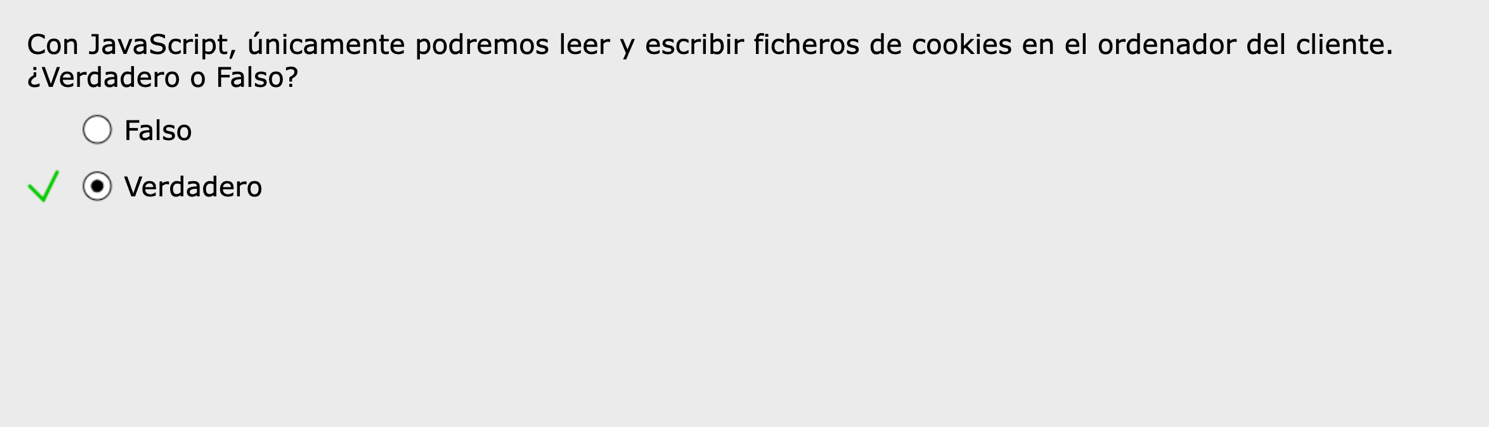 Con JavaScript, únicamente podremos leer y escribir ficheros de cookies en el ordenador del cliente.
¿Verdadero o Falso?
Falso
Verdadero